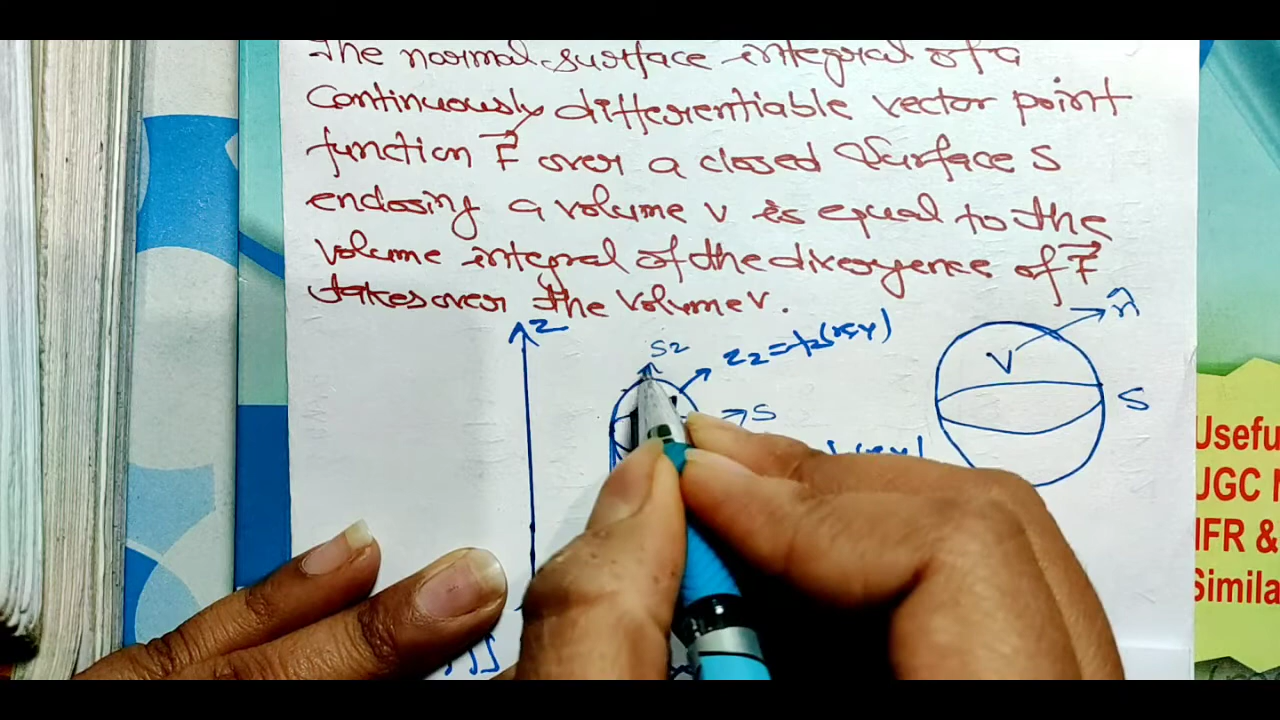 The normal surface integral of a
Continuously differentiable vector point
function F⃗ over a closed surface S
enclosing a volume V is equal to the
volume integral of the divergence of F⃗
takes over the volume V.
Z
S2
z2=f2(x,y)
S
n̂
V
S
∫∫∫
Usefu
UGC N
IFR &
Simila